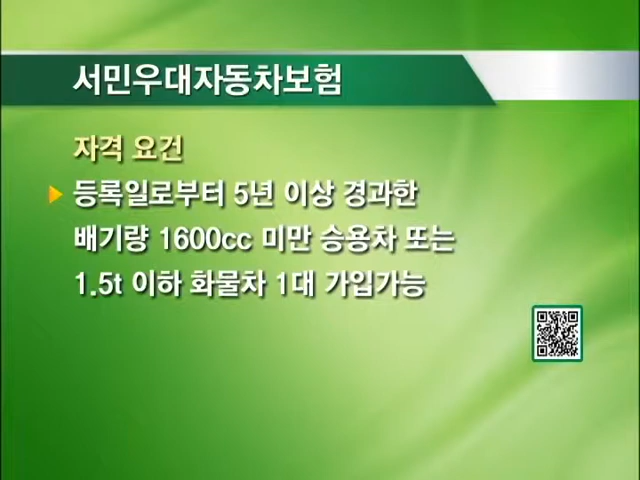 서민우대자동차보험
자격 요건
등록일로부터 5년 이상 경과한
배기량 1600cc 미만 승용차 또는
1.5t 이하 화물차 1대 가입가능